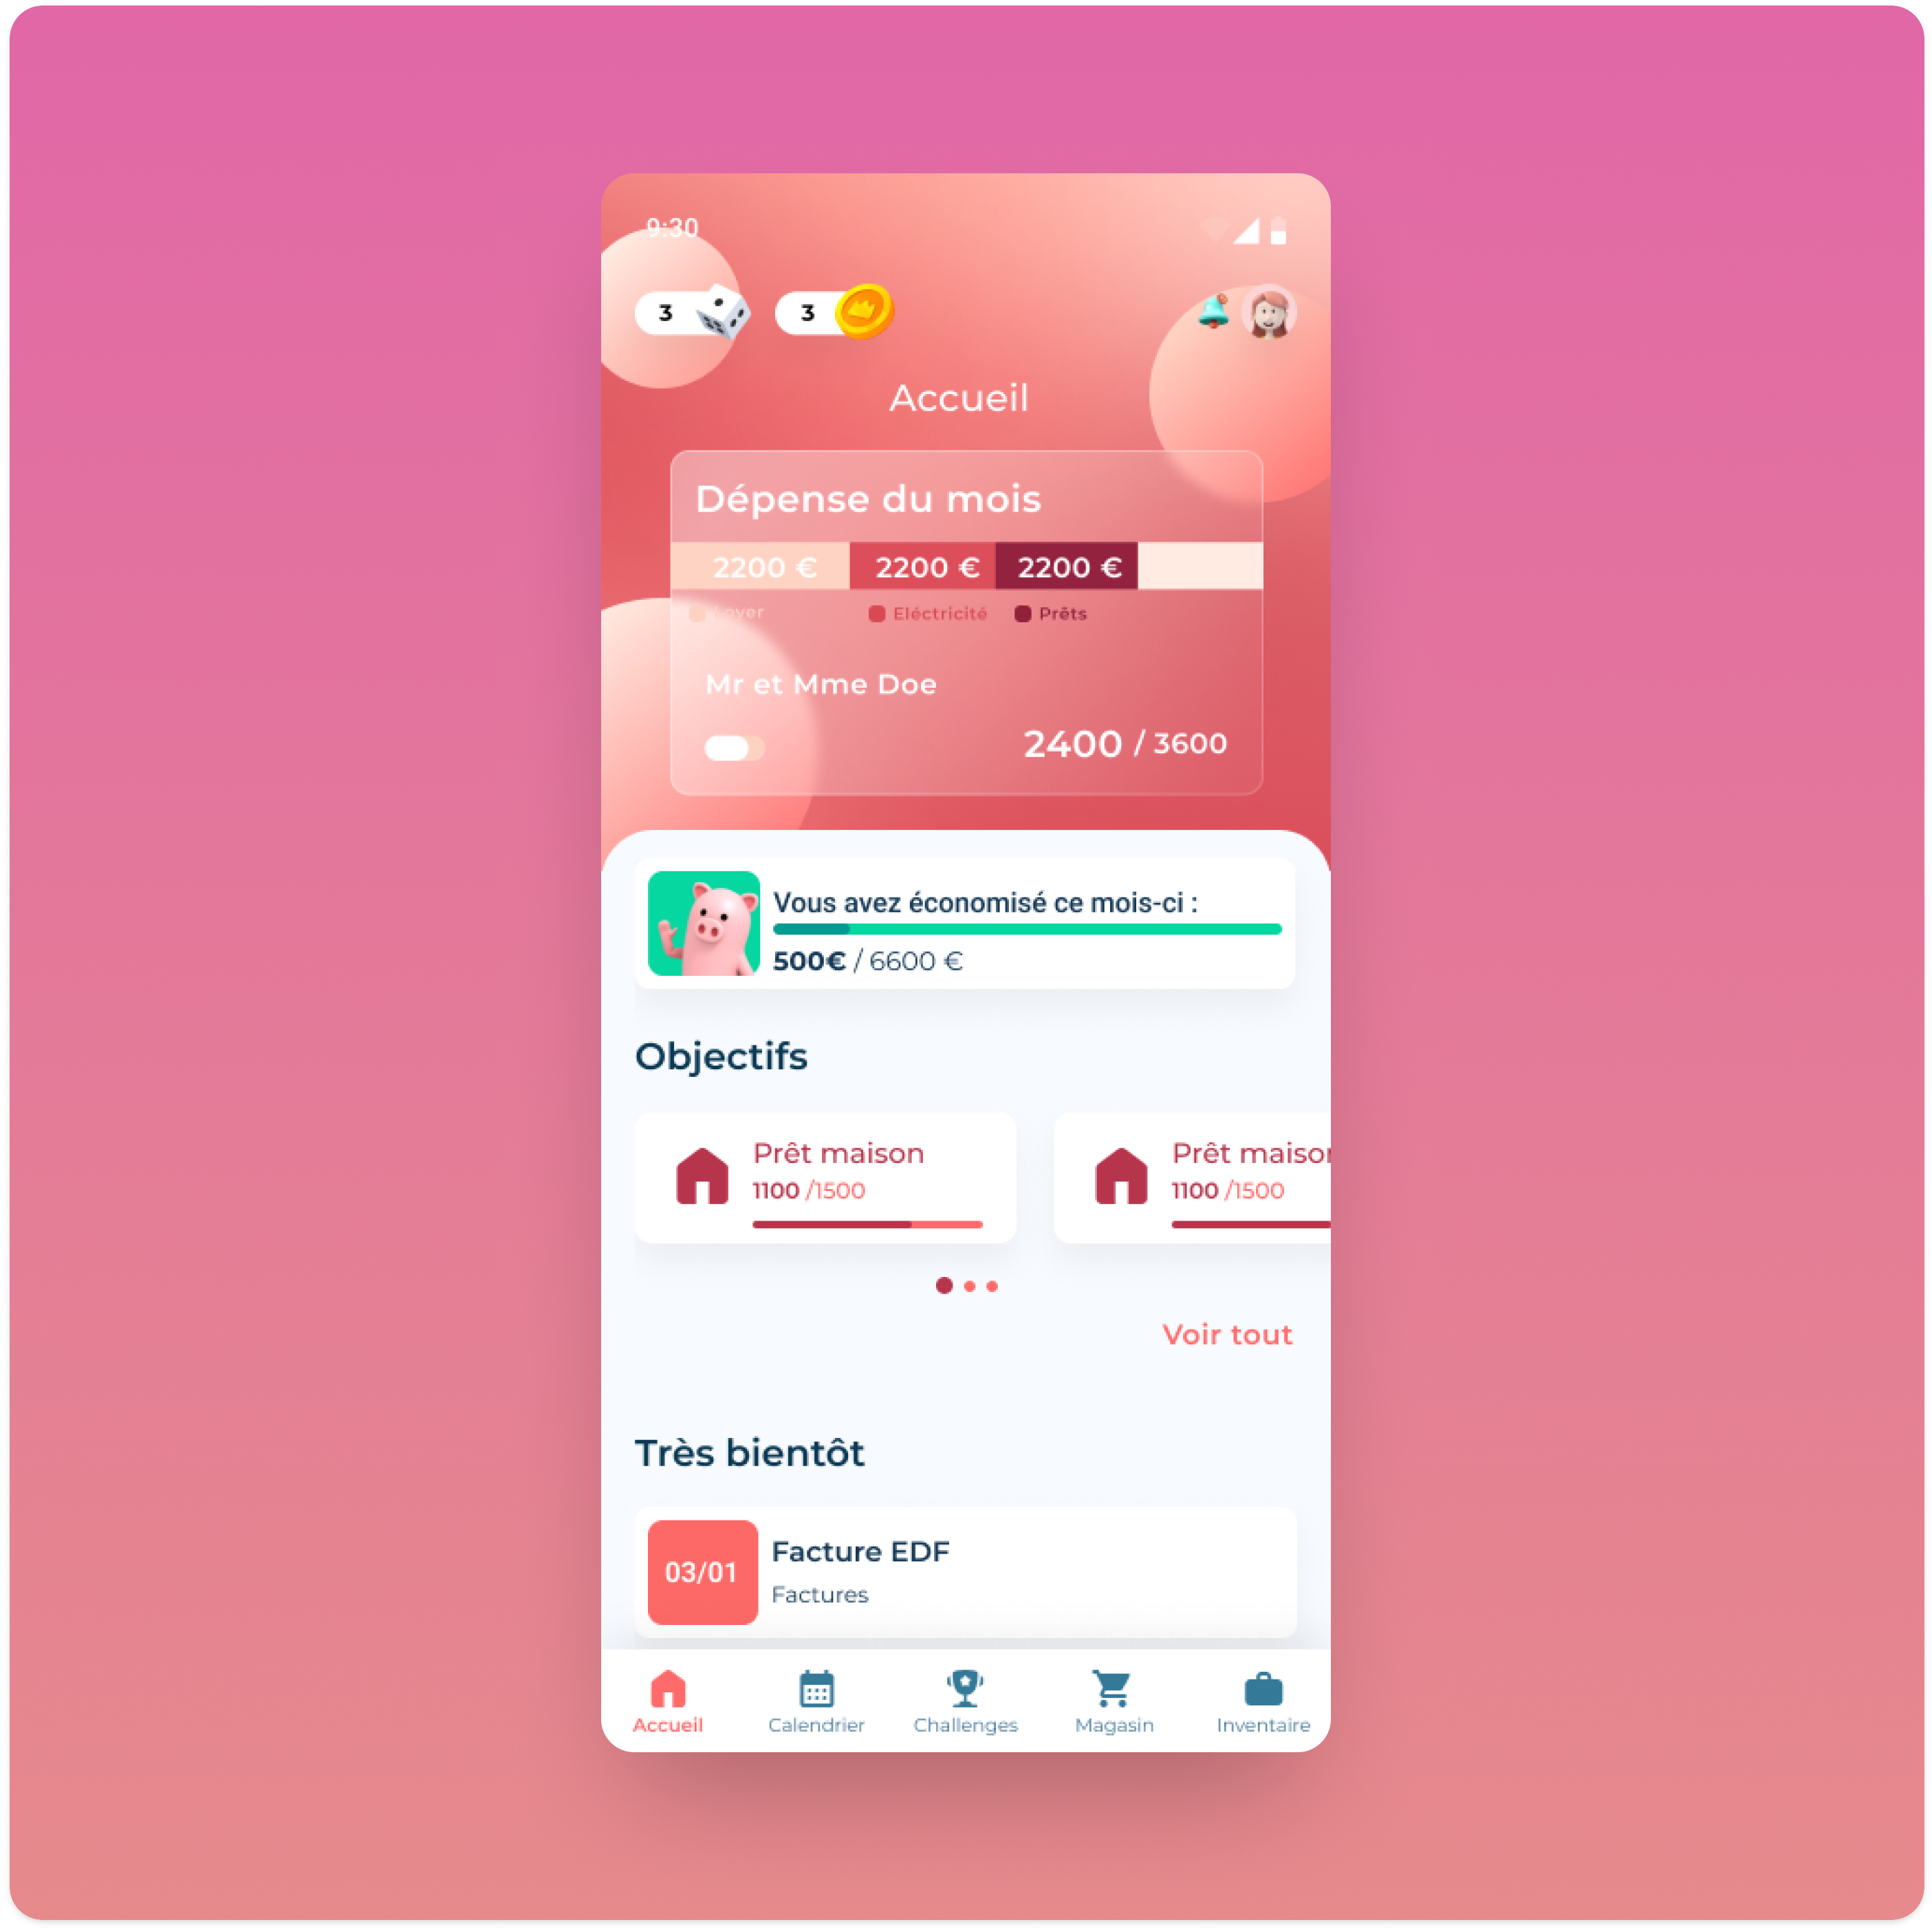 9:30
3 3
Accueil
Dépense du mois
2200 € 2200 € 2200 €
Loyer Eléctricité Prêts
Mr et Mme Doe
2400 / 3600
Vous avez économisé ce mois-ci :
500€ / 6600 €
Objectifs
Prêt maison Prêt maison
1100 /1500 1100 /1500
Voir tout
Très bientôt
03/01
Facture EDF
Factures
Accueil Calendrier Challenges Magasin Inventaire